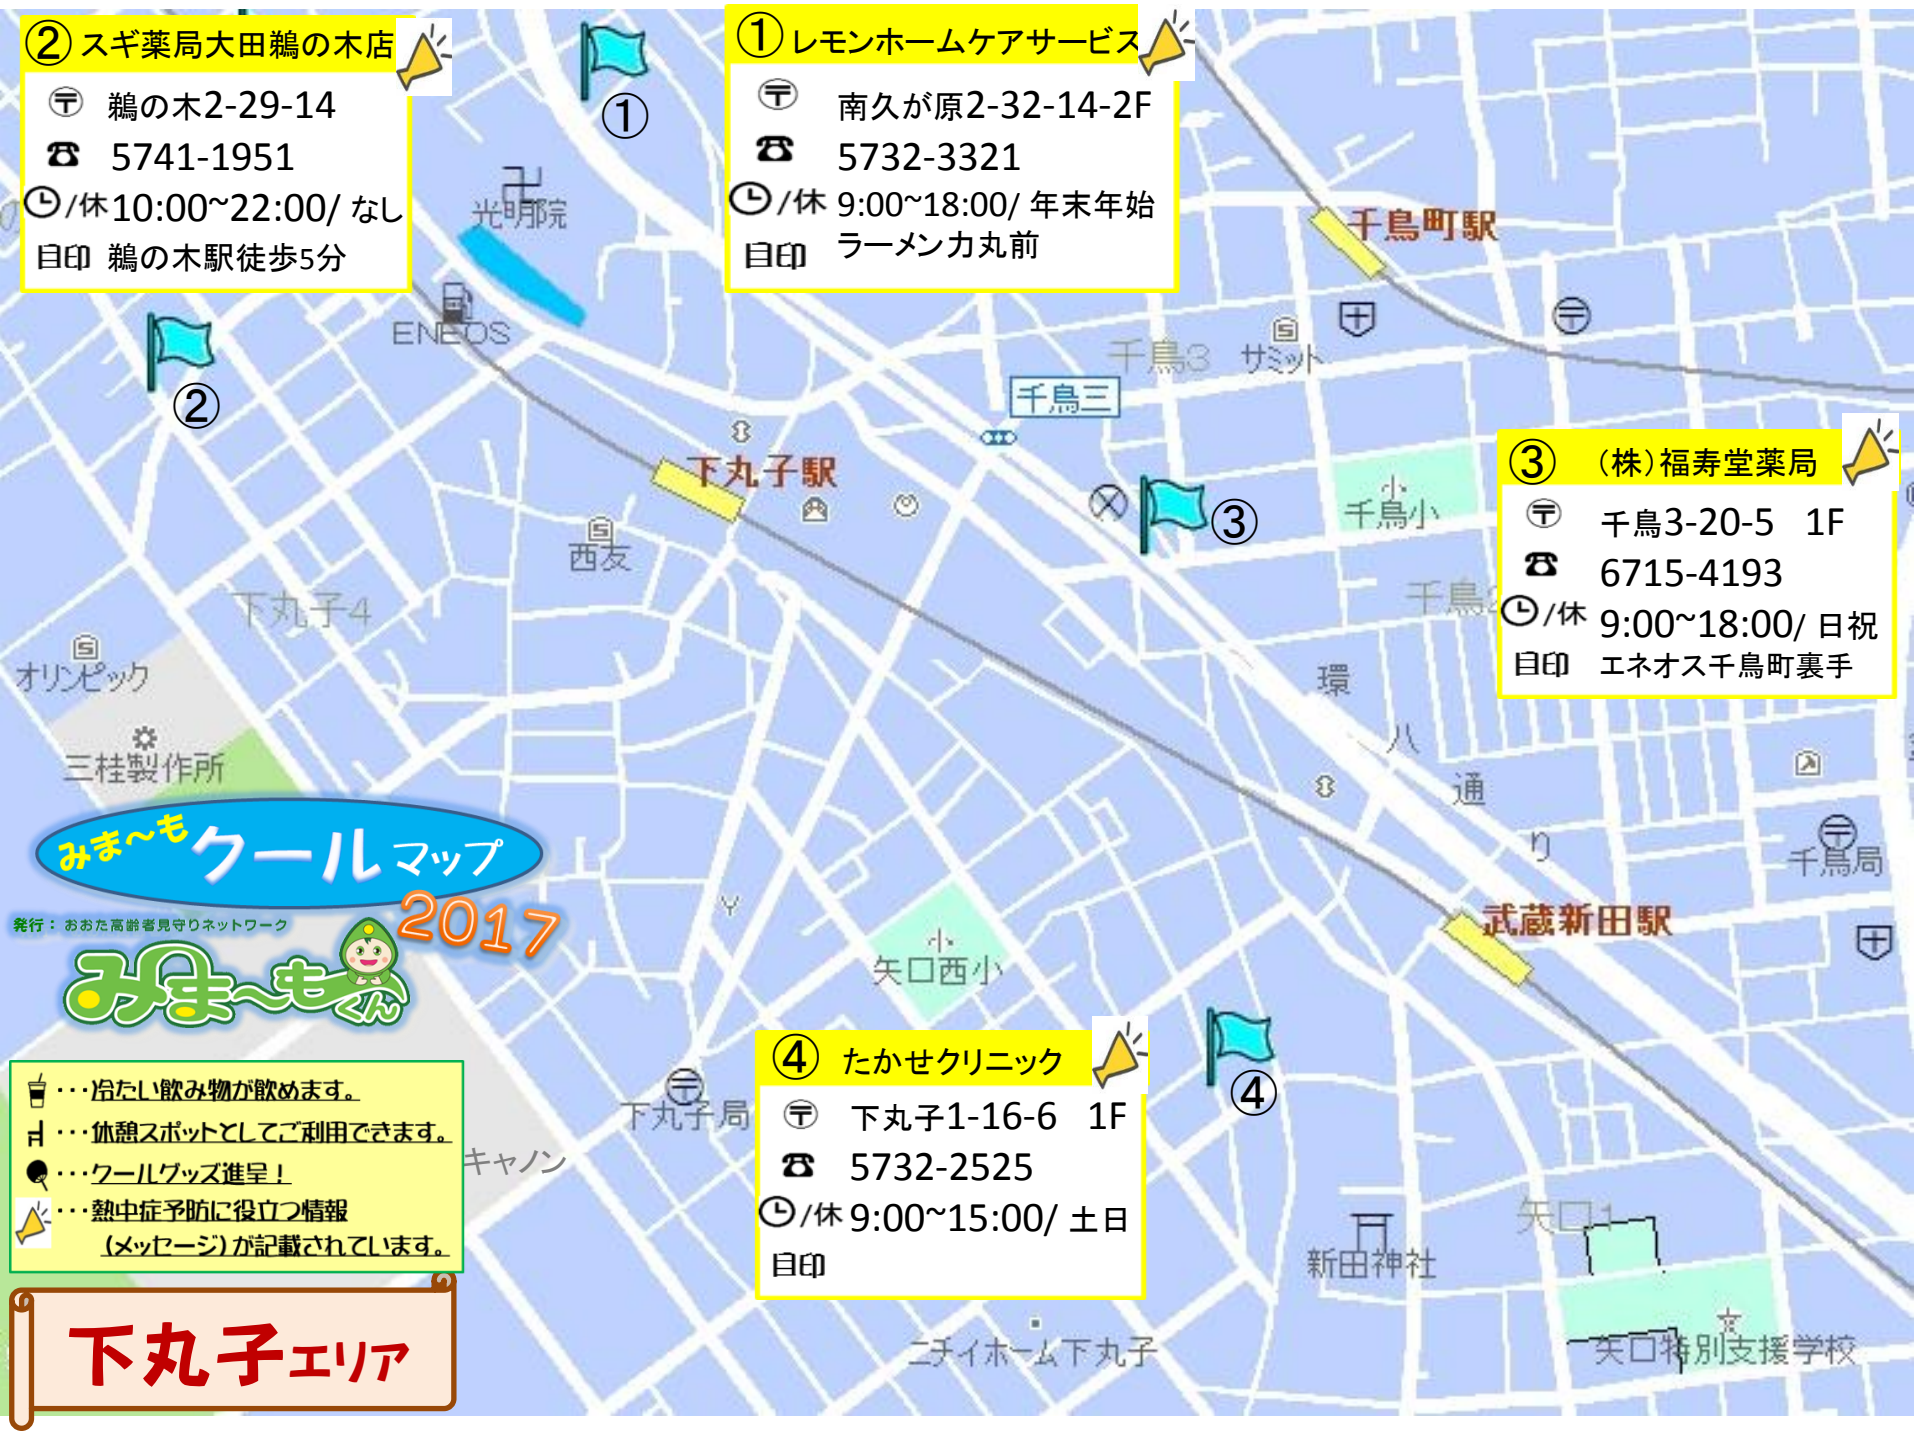 ② スギ薬局大田鵜の木店
〒 鵜の木2-29-14
☎ 5741-1951
/休 10:00~22:00/ なし
目印 鵜の木駅徒歩5分
① レモンホームケアサービス
〒 南久が原2-32-14-2F
☎ 5732-3321
/休 9:00~18:00/ 年末年始
目印 ラーメン力丸前
①
光明院
千鳥町駅
〒
ENEOS
千鳥3
サミット
②
千鳥三
下丸子駅
③
小
千鳥小
西友
③ (株)福寿堂薬局
〒 千鳥3-20-5 1F
☎ 6715-4193
/休 9:00~18:00/ 日祝
目印 エネオス千鳥町裏手
下丸子4
オリンピック
三桂製作所
環八通り
〒
千鳥局
武蔵新田駅
みま～も クール マップ
2017
発行：おおた高齢者見守りネットワーク
みま～もくん
小
矢口西小
〒
下丸子局
キャノン
④
④ たかせクリニック
〒 下丸子1-16-6 1F
☎ 5732-2525
/休 9:00~15:00/ 土日
目印
･･･冷たい飲み物が飲めます。
･･･休憩スポットとしてご利用できます。
･･･クールグッズ進呈！
･･･熱中症予防に役立つ情報
(メッセージ)が記載されています。
下丸子エリア
新田神社
矢口1
ニチイホーム下丸子
矢口特別支援学校